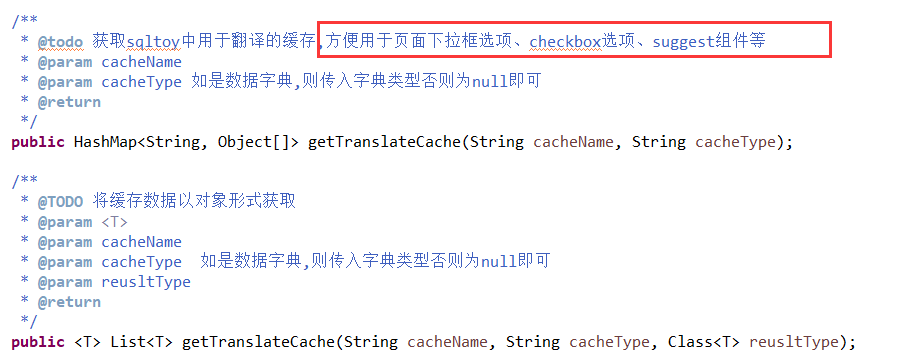 /**
 * @todo 获取sqltoy中用于翻译的缓存,方便用于页面下拉框选项、checkbox选项、suggest组件等
 * @param cacheName
 * @param cacheType 如是数据字典,则传入字典类型否则为null即可
 * @return
 */
public HashMap<String, Object[]> getTranslateCache(String cacheName, String cacheType);
/**
 * @TODO 将缓存数据以对象形式获取
 * @param <T>
 * @param cacheName
 * @param cacheType  如是数据字典,则传入字典类型否则为null即可
 * @param reusltType
 * @return
 */
public <T> List<T> getTranslateCache(String cacheName, String cacheType, Class<T> reusltType);